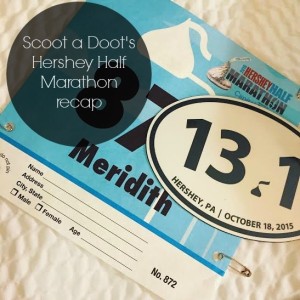 Scoot a Doot's
Hershey Half
Marathon
recap
HERSHEY HALF
MARATHON
87
Meridith
13.1
HERSHEY, PA | OCTOBER 18, 2015
Name
Address
City, State
Male Female Age
No. 872